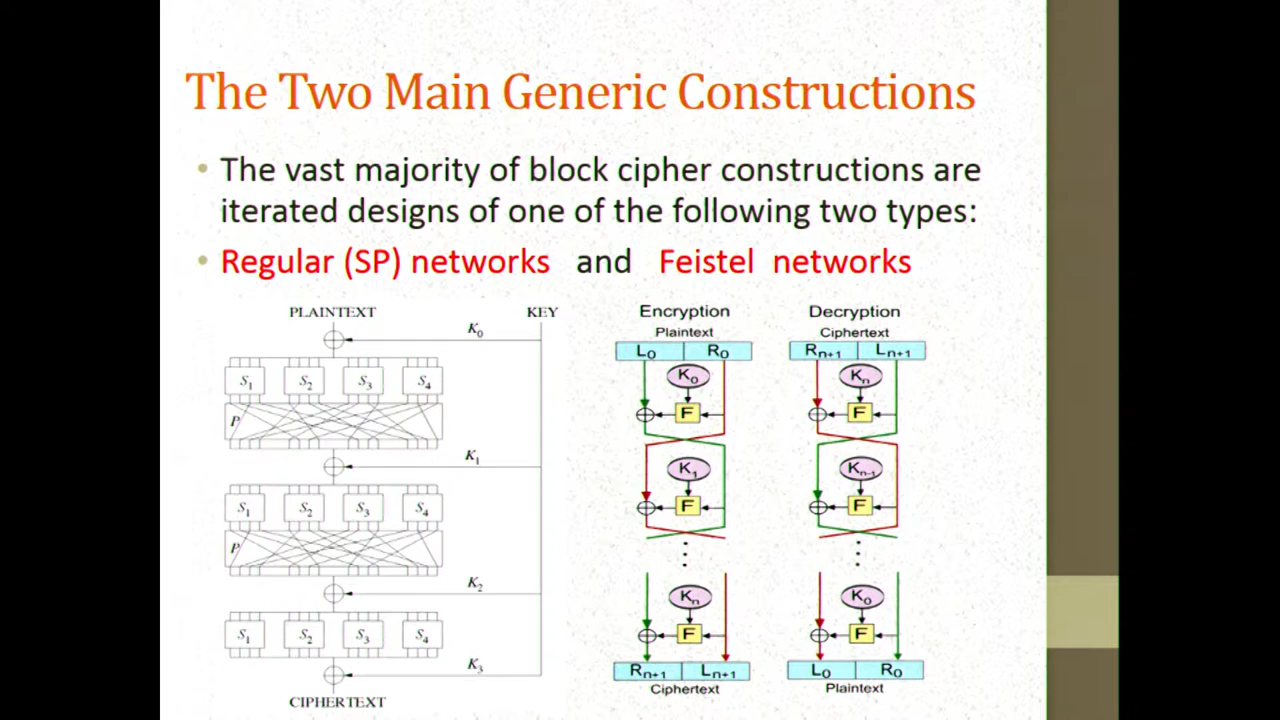 The Two Main Generic Constructions
• The vast majority of block cipher constructions are
iterated designs of one of the following two types:
• Regular (SP) networks and Feistel networks
PLAINTEXT KEY
K0
S1 S2 S3 S4
P
K1
S1 S2 S3 S4
P
K2
S1 S2 S3 S4
K3
CIPHERTEXT
Encryption
Plaintext
L0 R0
K0
F
K1
F
Kn
F
Rn+1 Ln+1
Ciphertext
Decryption
Ciphertext
Rn+1 Ln+1
Kn
F
Kn-1
F
K0
F
L0 R0
Plaintext